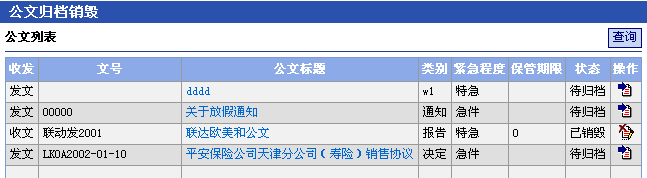 公文归档销毁
公文列表 查询
收发 文号 公文标题 类别 紧急程度 保管期限 状态 操作
发文 dddd w1 特急 待归档
发文 00000 关于放假通知 通知 急件 待归档
收文 联动发2001 联达欧美和公文 报告 特急 0 已销毁
发文 LKOA2002-01-10 平安保险公司天津分公司（寿险）销售协议 决定 急件 待归档